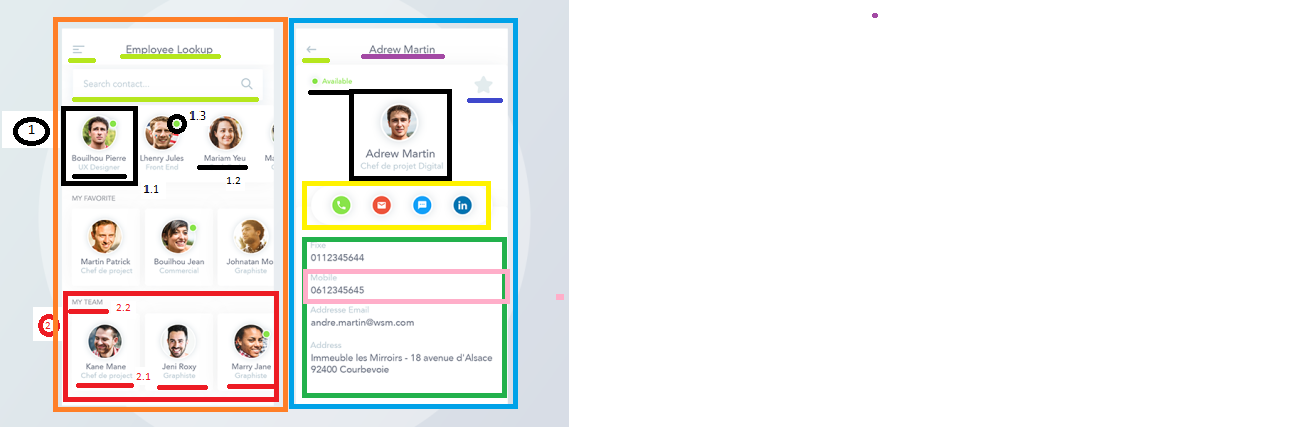 Employee Lookup
Search contact...
1
1.3
Bouilhou Pierre
UX Designer
Lhenry Jules
Front End
Mariam Yeu
1.1
1.2
MY FAVORITE
Martin Patrick
Chef de project
Bouilhou Jean
Commercial
Johnatan Mo
Graphiste
MY TEAM
2.2
2
Kane Mane
Chef de project
2.1
Jeni Roxy
Graphiste
Marry Jane
Graphiste
Adrew Martin
Available
Adrew Martin
Chef de projet Digital
in
Fixe
0112345644
Mobile
0612345645
Addresse Email
andre.martin@wsm.com
Address
Immeuble les Mirroirs - 18 avenue d'Alsace
92400 Courbevoie